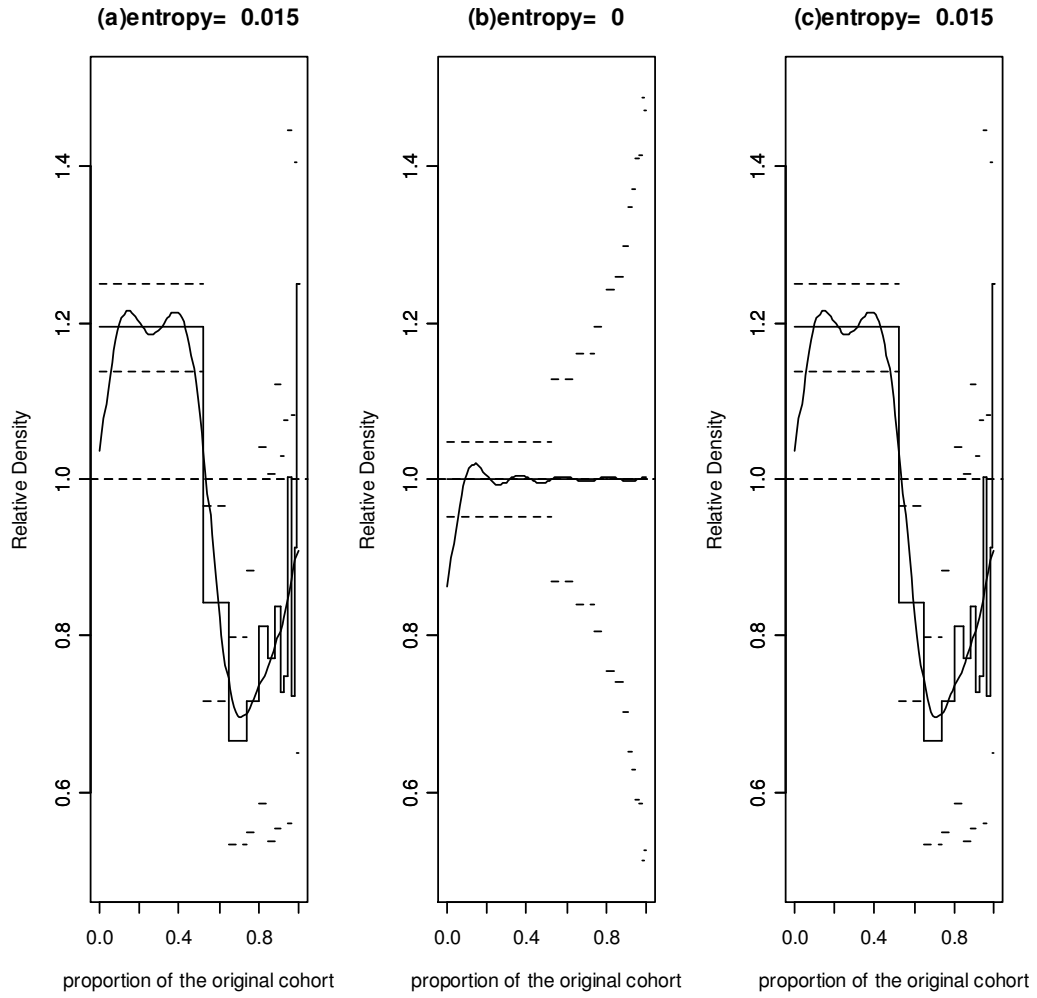 (a)entropy= 0.015
Relative Density
1.4
1.2
1.0
0.8
0.6
0.0 0.4 0.8
proportion of the original cohort
(b)entropy= 0
Relative Density
1.4
1.2
1.0
0.8
0.6
0.0 0.4 0.8
proportion of the original cohort
(c)entropy= 0.015
Relative Density
1.4
1.2
1.0
0.8
0.6
0.0 0.4 0.8
proportion of the original cohort